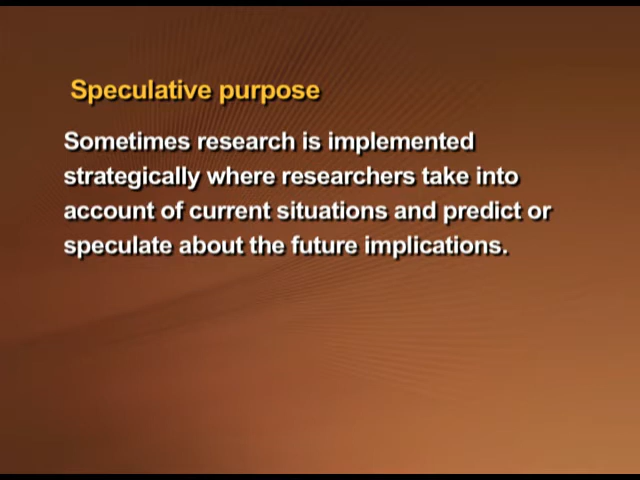 Speculative purpose
Sometimes research is implemented
strategically where researchers take into
account of current situations and predict or
speculate about the future implications.